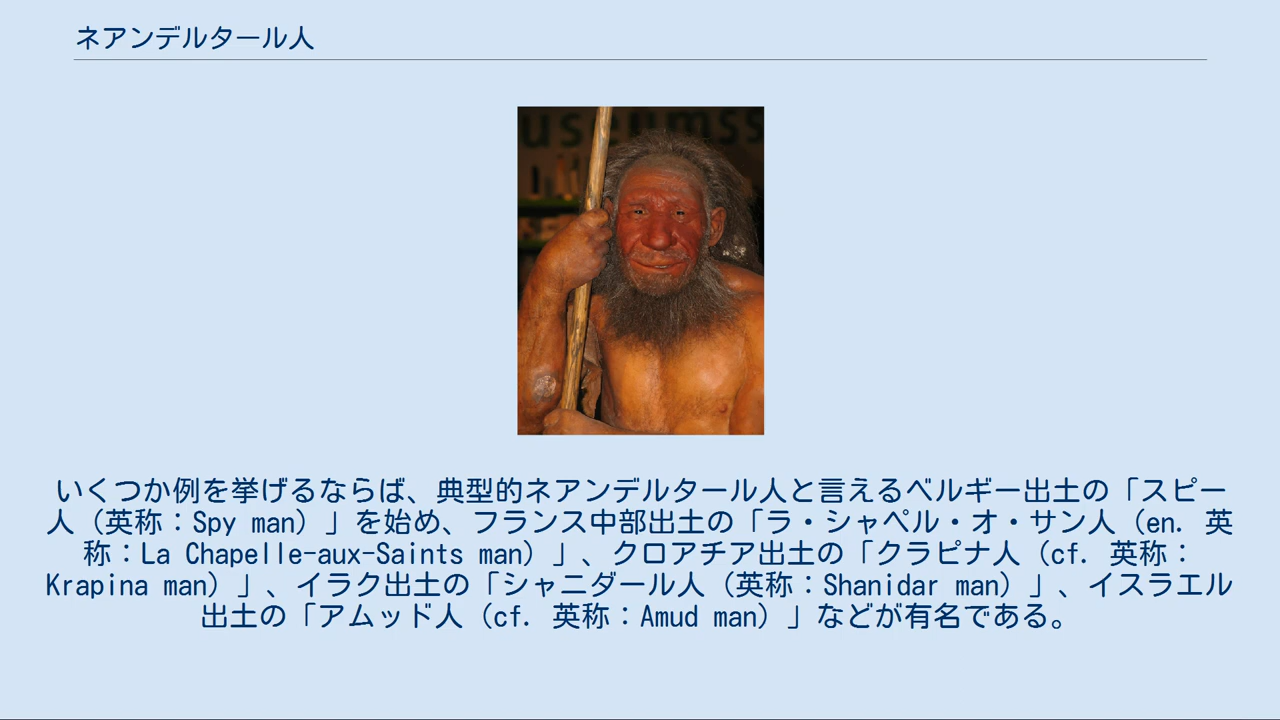 ネアンデルタール人
useumss
いくつか例を挙げるならば、典型的ネアンデルタール人と言えるベルギー出土の「スピー
人（英称：Spy man）」を始め、フランス中部出土の「ラ・シャペル・オ・サン人（en. 英
称：La Chapelle-aux-Saints man）」、クロアチア出土の「クラピナ人（cf. 英称：
Krapina man）」、イラク出土の「シャニダール人（英称：Shanidar man）」、イスラエル
出土の「アムッド人（cf. 英称：Amud man）」などが有名である。